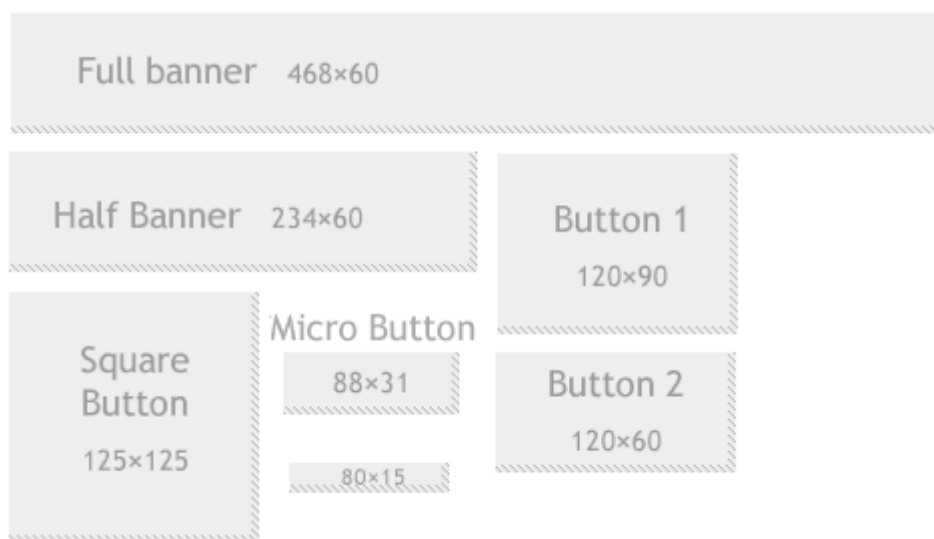 Full banner 468×60
Half Banner 234×60
Button 1
120×90
Square
Button
125×125
Micro Button
88×31
80×15
Button 2
120×60